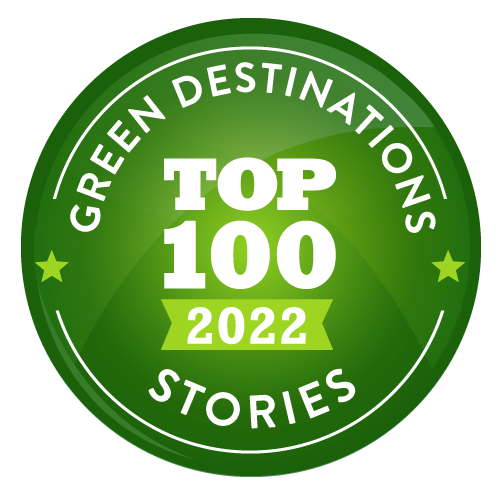 GREEN DESTINATIONS
TOP
100
2022
STORIES